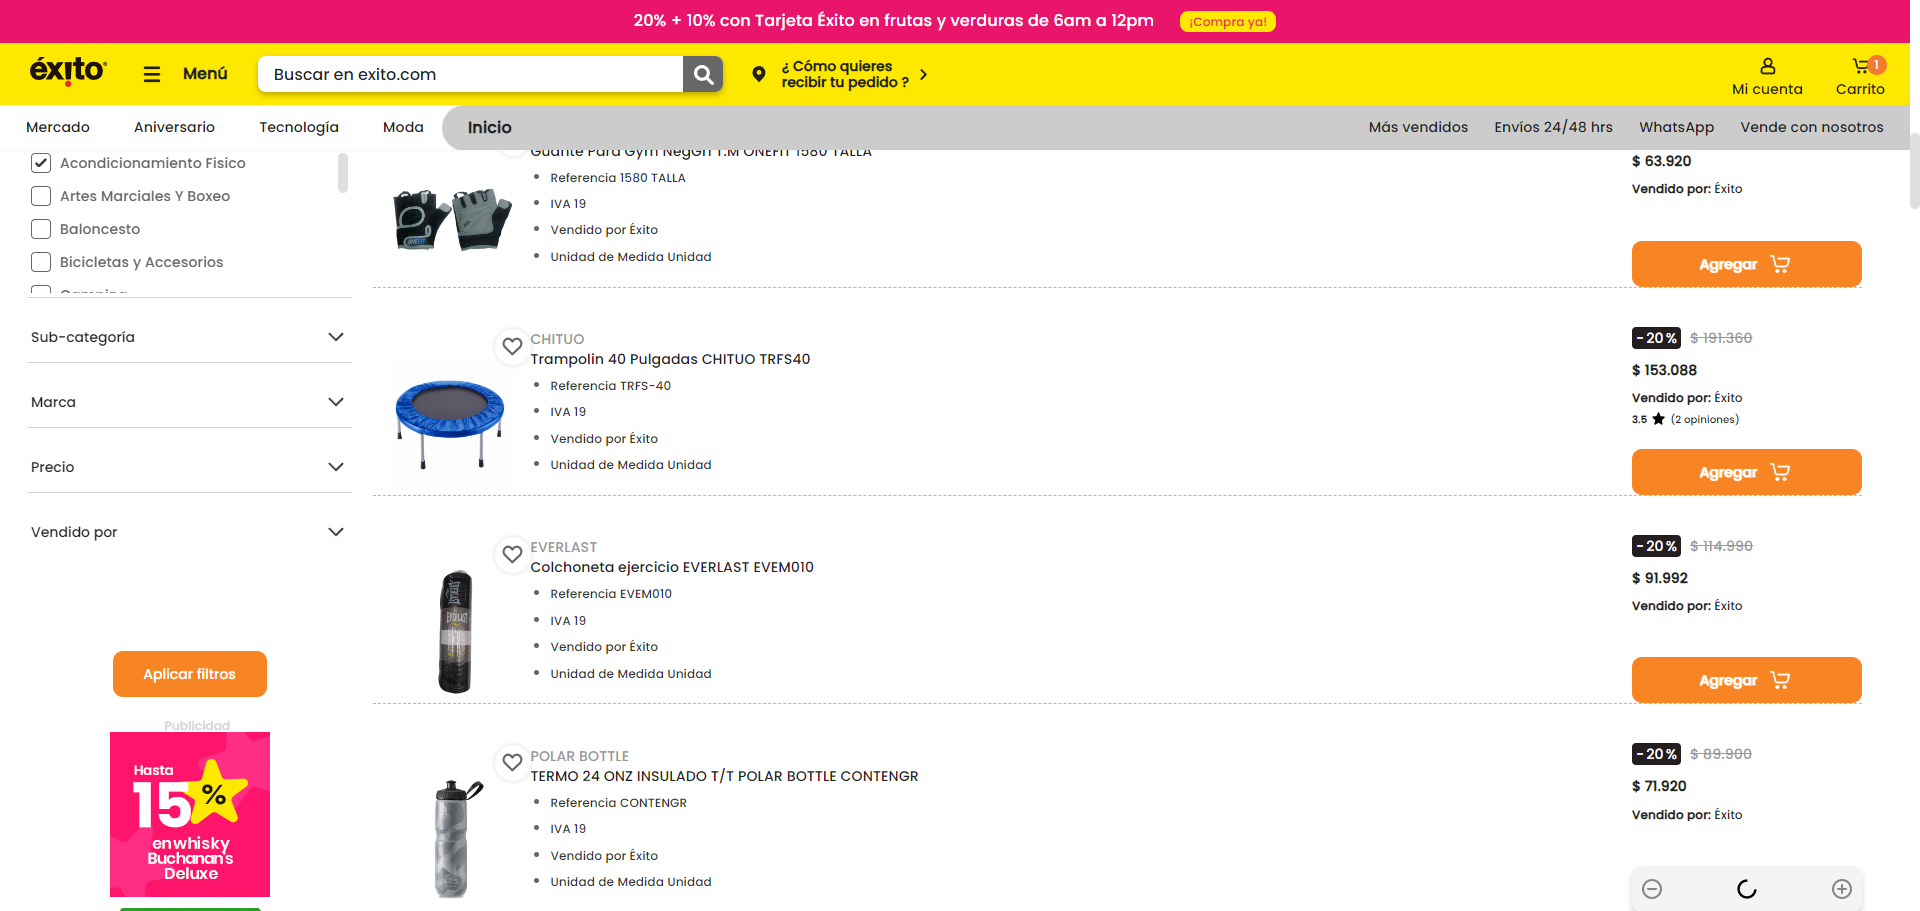 20% + 10% con Tarjeta Éxito en frutas y verduras de 6am a 12pm
¡Compra ya!
éxito
Menú
Buscar en exito.com
¿ Cómo quieres
recibir tu pedido ?
Mi cuenta
1
Carrito
Mercado
Aniversario
Tecnología
Moda
Inicio
Más vendidos
Envíos 24/48 hrs
WhatsApp
Vende con nosotros
Acondicionamiento Fisico
Artes Marciales Y Boxeo
Baloncesto
Bicicletas y Accesorios
Camping
Sub-categoría
Marca
Precio
Vendido por
Aplicar filtros
Publicidad
Hasta
15%
en whisky
Buchanan's
Deluxe
Guante Para Gym NegGri T.M ONEFIT 1580 TALLA
Referencia 1580 TALLA
IVA 19
Vendido por Éxito
Unidad de Medida Unidad
$ 63.920
Vendido por: Éxito
Agregar
CHITUO
Trampolin 40 Pulgadas CHITUO TRFS40
Referencia TRFS-40
IVA 19
Vendido por Éxito
Unidad de Medida Unidad
-20% $ 191.360
$ 153.088
Vendido por: Éxito
3.5 (2 opiniones)
Agregar
EVERLAST
Colchoneta ejercicio EVERLAST EVEM010
Referencia EVEM010
IVA 19
Vendido por Éxito
Unidad de Medida Unidad
-20% $ 114.990
$ 91.992
Vendido por: Éxito
Agregar
POLAR BOTTLE
TERMO 24 ONZ INSULADO T/T POLAR BOTTLE CONTENGR
Referencia CONTENGR
IVA 19
Vendido por Éxito
Unidad de Medida Unidad
-20% $ 89.900
$ 71.920
Vendido por: Éxito